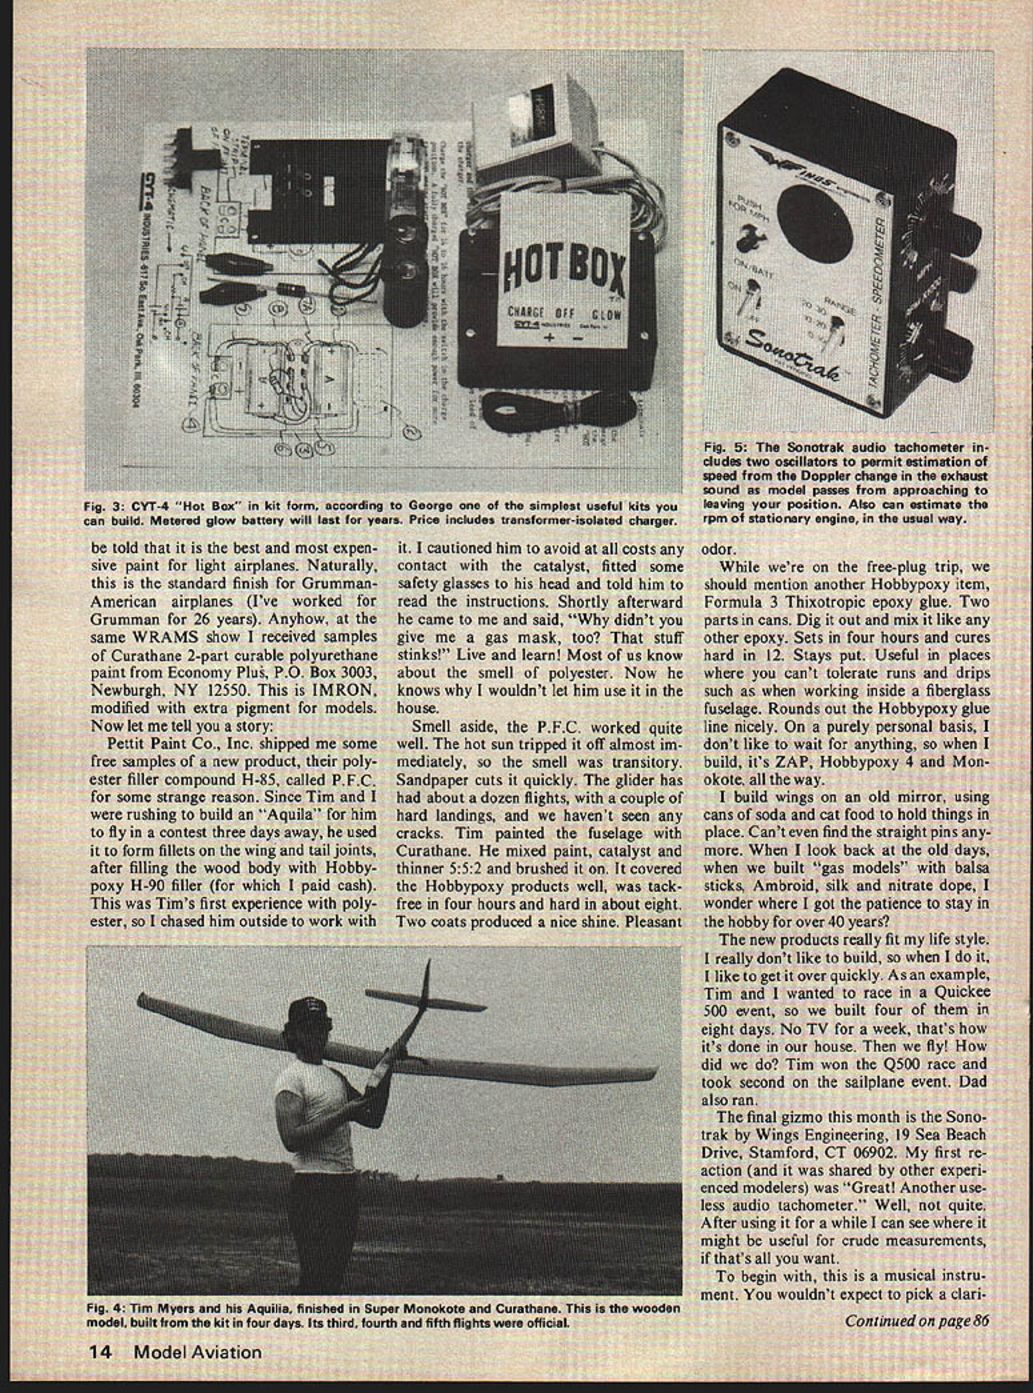 HOT BOX
TM
CHARGE OFF GLOW
CYT-4 INDUSTRIES Oak Park, Ill.
+ −
CYT-4 INDUSTRIES 617 So. East Ave., Oak Park, Ill. 60304
SCHEMATIC
BACK OF PANEL
WINGS
PUSH
FOR MPH
ON/BATT
ON
OFF
RANGE
20-30
10-20
Sonotrak
TACHOMETER SPEEDOMETER
Fig. 3: CYT-4 "Hot Box" in kit form, according to George one of the simplest useful kits you
can build. Metered glow battery will last for years. Price includes transformer-isolated charger.
Fig. 5: The Sonotrak audio tachometer in-
cludes two oscillators to permit estimation of
speed from the Doppler change in the exhaust
sound as model passes from approaching to
leaving your position. Also can estimate the
rpm of stationary engine, in the usual way.
be told that it is the best and most expen-
sive paint for light airplanes. Naturally,
this is the standard finish for Grumman-
American airplanes (I've worked for
Grumman for 26 years). Anyhow, at the
same WRAMS show I received samples
of Curathane 2-part curable polyurethane
paint from Economy Plus, P.O. Box 3003,
Newburgh, NY 12550. This is IMRON,
modified with extra pigment for models.
Now let me tell you a story:
Pettit Paint Co., Inc. shipped me some
free samples of a new product, their poly-
ester filler compound H-85, called P.F.C.
for some strange reason. Since Tim and I
were rushing to build an "Aquila" for him
to fly in a contest three days away, he used
it to form fillets on the wing and tail joints,
after filling the wood body with Hobby-
poxy H-90 filler (for which I paid cash).
This was Tim's first experience with poly-
ester, so I chased him outside to work with
it. I cautioned him to avoid at all costs any
contact with the catalyst, fitted some
safety glasses to his head and told him to
read the instructions. Shortly afterward
he came to me and said, "Why didn't you
give me a gas mask, too? That stuff
stinks!" Live and learn! Most of us know
about the smell of polyester. Now he
knows why I wouldn't let him use it in the
house.
Smell aside, the P.F.C. worked quite
well. The hot sun tripped it off almost im-
mediately, so the smell was transitory.
Sandpaper cuts it quickly. The glider has
had about a dozen flights, with a couple of
hard landings, and we haven't seen any
cracks. Tim painted the fuselage with
Curathane. He mixed paint, catalyst and
thinner 5:5:2 and brushed it on. It covered
the Hobbypoxy products well, was tack-
free in four hours and hard in about eight.
Two coats produced a nice shine. Pleasant
odor.
While we're on the free-plug trip, we
should mention another Hobbypoxy item,
Formula 3 Thixotropic epoxy glue. Two
parts in cans. Dig it out and mix it like any
other epoxy. Sets in four hours and cures
hard in 12. Stays put. Useful in places
where you can't tolerate runs and drips
such as when working inside a fiberglass
fuselage. Rounds out the Hobbypoxy glue
line nicely. On a purely personal basis, I
don't like to wait for anything, so when I
build, it's ZAP, Hobbypoxy 4 and Mon-
okote, all the way.
I build wings on an old mirror, using
cans of soda and cat food to hold things in
place. Can't even find the straight pins any-
more. When I look back at the old days,
when we built "gas models" with balsa
sticks, Ambroid, silk and nitrate dope, I
wonder where I got the patience to stay in
the hobby for over 40 years?
The new products really fit my life style.
I really don't like to build, so when I do it,
I like to get it over quickly. As an example,
Tim and I wanted to race in a Quickee
500 event, so we built four of them in
eight days. No TV for a week, that's how
it's done in our house. Then we fly! How
did we do? Tim won the Q500 race and
took second on the sailplane event. Dad
also ran.
The final gizmo this month is the Sono-
trak by Wings Engineering, 19 Sea Beach
Drive, Stamford, CT 06902. My first re-
action (and it was shared by other experi-
enced modelers) was "Great! Another use-
less audio tachometer." Well, not quite.
After using it for a while I can see where it
might be useful for crude measurements,
if that's all you want.
To begin with, this is a musical instru-
ment. You wouldn't expect to pick a clari-
Continued on page 86
Fig. 4: Tim Myers and his Aquilia, finished in Super Monokote and Curathane. This is the wooden
model, built from the kit in four days. Its third, fourth and fifth flights were official.
14 Model Aviation